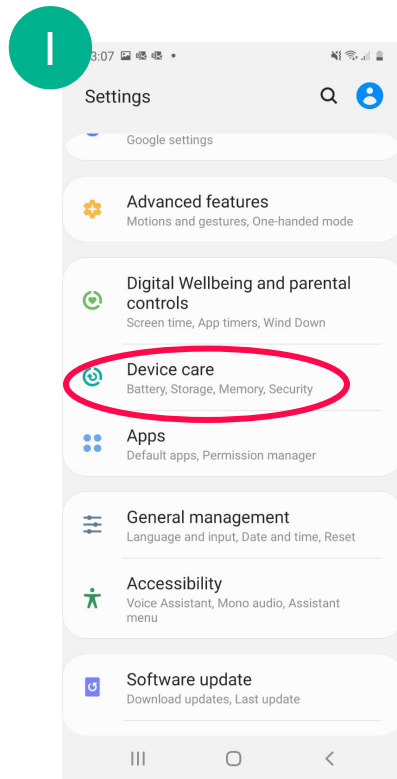 I
3:07
Settings
Google settings
Advanced features
Motions and gestures, One-handed mode
Digital Wellbeing and parental
controls
Screen time, App timers, Wind Down
Device care
Battery, Storage, Memory, Security
Apps
Default apps, Permission manager
General management
Language and input, Date and time, Reset
Accessibility
Voice Assistant, Mono audio, Assistant
menu
Software update
Download updates, Last update